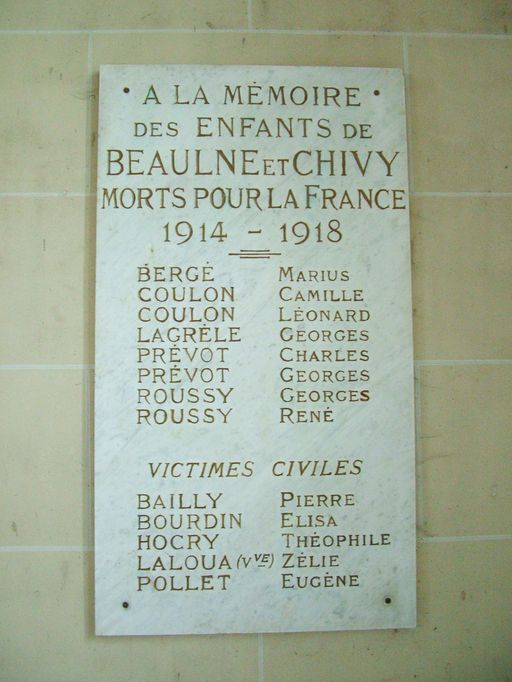 • A LA MÉMOIRE •
DES ENFANTS DE
BEAULNE ET CHIVY
MORTS POUR LA FRANCE
1914 - 1918
BERGÉ MARIUS
COULON CAMILLE
COULON LÉONARD
LAGRÈLE GEORGES
PRÉVOT CHARLES
PRÉVOT GEORGES
ROUSSY GEORGES
ROUSSY RENÉ
VICTIMES CIVILES
BAILLY PIERRE
BOURDIN ELISA
HOCRY THÉOPHILE
LALOUA (VVE) ZÉLIE
POLLET EUGÈNE